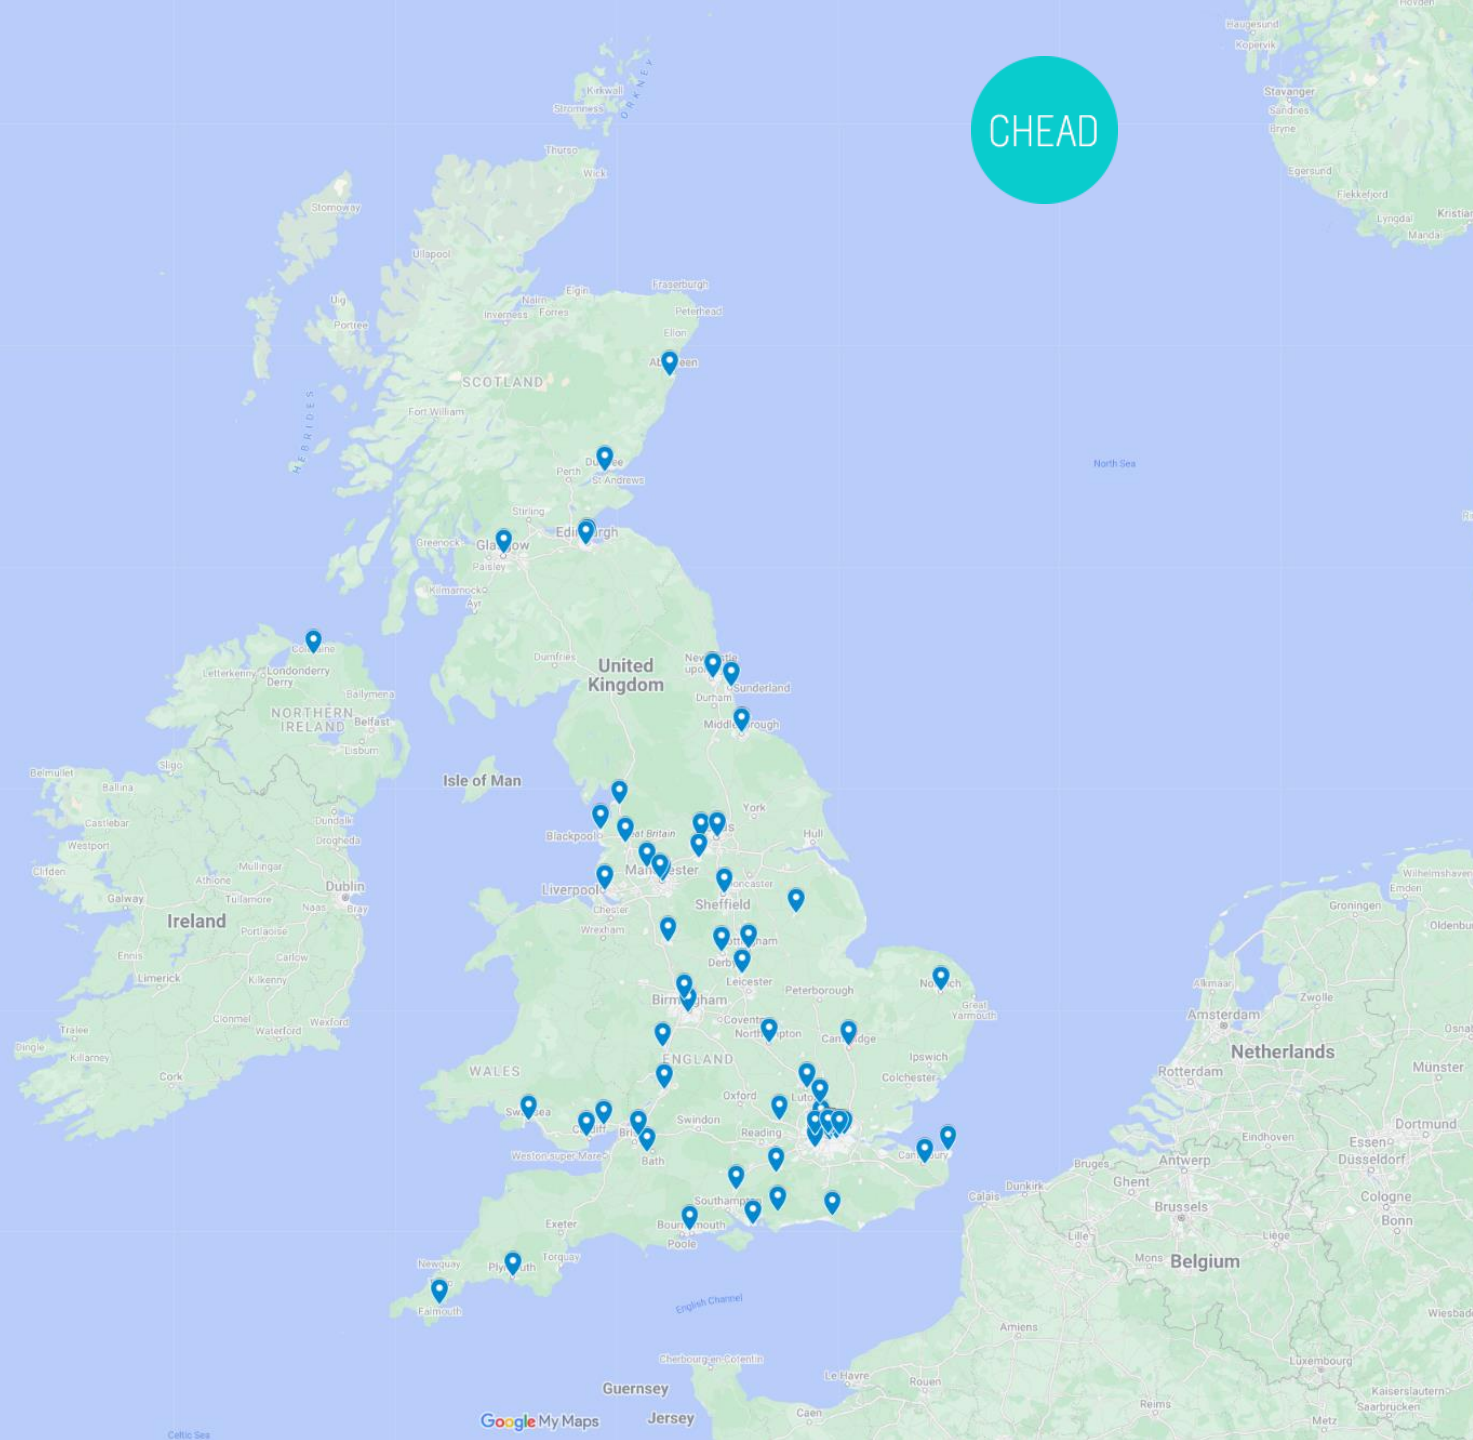 Hovden
Haugesund
Kopervik
CHEAD
Stavanger
Sandnes
Bryne
Egersund
Flekkefjord
Lyngdal
Kristian
Mandal
Kirkwall
Stromness
ORKNEY
Thurso
Wick
Stornoway
Ullapool
Fraserburgh
Elgin
Nairn
Forres
Inverness
Peterhead
Uig
Portree
Ellon
SCOTLAND
Fort William
HEBRIDES
North Sea
Perth
St Andrews
Stirling
Greenock
Paisley
Kilmarnock
Ayr
Dumfries
United
Kingdom
Sunderland
Durham
Letterkenny
Londonderry
Derry
Ballymena
NORTHERN
IRELAND
Belfast
Lisburn
Sligo
Belmullet
Ballina
Isle of Man
Castlebar
Westport
Dundalk
Drogheda
York
Hull
Blackpool
Clifden
Mullingar
Athlone
Galway
Tullamore
Dublin
Naas
Bray
Ireland
Portlaoise
Liverpool
Chester
Wrexham
Sheffield
Ennis
Carlow
Limerick
Kilkenny
Leicester
Peterborough
Great
Yarmouth
Clonmel
Waterford
Wexford
Tralee
Dingle
Killarney
Cork
ENGLAND
WALES
Ipswich
Colchester
Oxford
Swindon
Reading
Weston-super-Mare
Bath
Exeter
Torquay
Newquay
Falmouth
Poole
English Channel
Cherbourg-en-Cotentin
Guernsey
Jersey
Google My Maps
Celtic Sea
Le Havre
Rouen
Caen
Amiens
Reims
Metz
Wilhelmshaven
Emden
Groningen
Oldenbu
Alkmaar
Zwolle
Amsterdam
Osnal
Netherlands
Münster
Rotterdam
Eindhoven
Dortmund
Essen
Düsseldorf
Antwerp
Bruges
Ghent
Calais
Dunkirk
Brussels
Cologne
Bonn
Lille
Liège
Mons
Belgium
Wiesbad
Luxembourg
Kaiserslautern
Saarbrücken